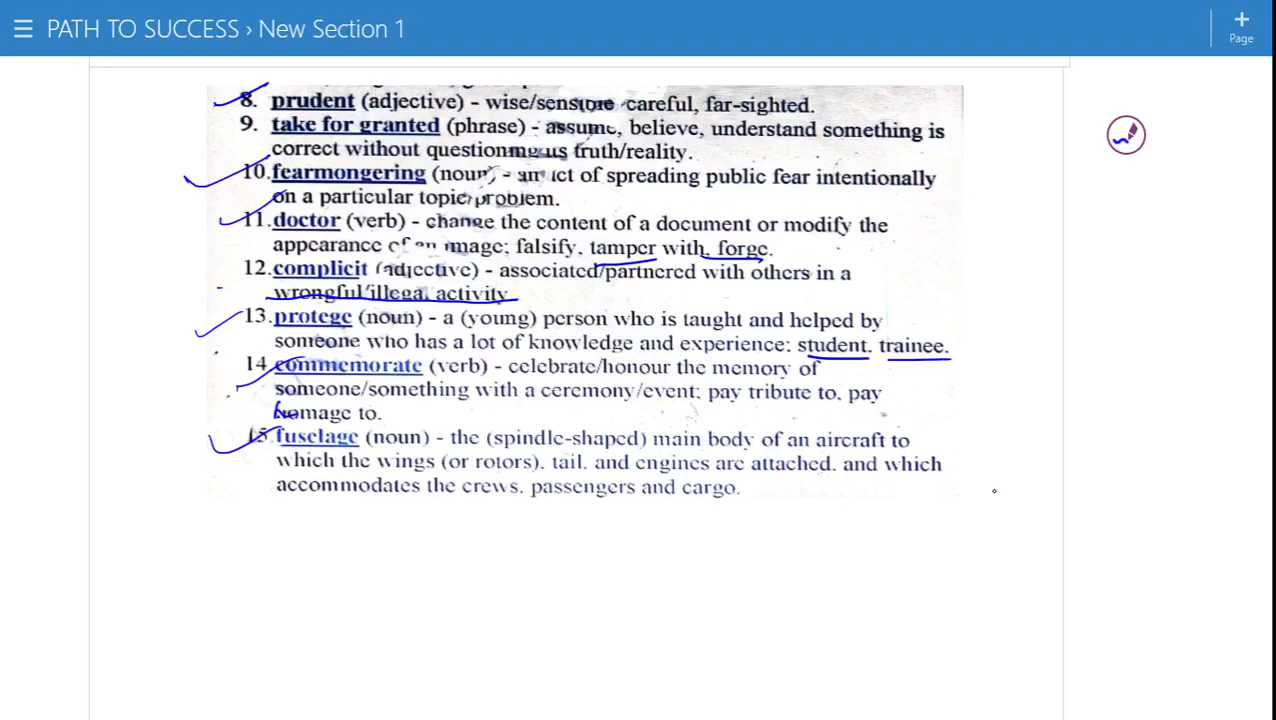 PATH TO SUCCESS › New Section 1
Page
8. prudent (adjective) - careful, far-sighted.
9. take for granted (phrase) - assume, believe, understand something is
correct without truth/reality.
10.fearmongering (noun) - an act of spreading public fear intentionally
on a particular topic/problem.
11.doctor (verb) - change the content of a document or modify the
appearance of an image; falsify, tamper with, forge.
12.complicit (adjective) - associated/partnered with others in a
wrongful/illegal activity
13.protege (noun) - a (young) person who is taught and helped by
someone who has a lot of knowledge and experience; student, trainee.
14.commemorate (verb) - celebrate/honour the memory of
someone/something with a ceremony/event; pay tribute to, pay
homage to.
15.fuselage (noun) - the (spindle-shaped) main body of an aircraft to
which the wings (or rotors), tail, and engines are attached, and which
accommodates the crews, passengers and cargo.